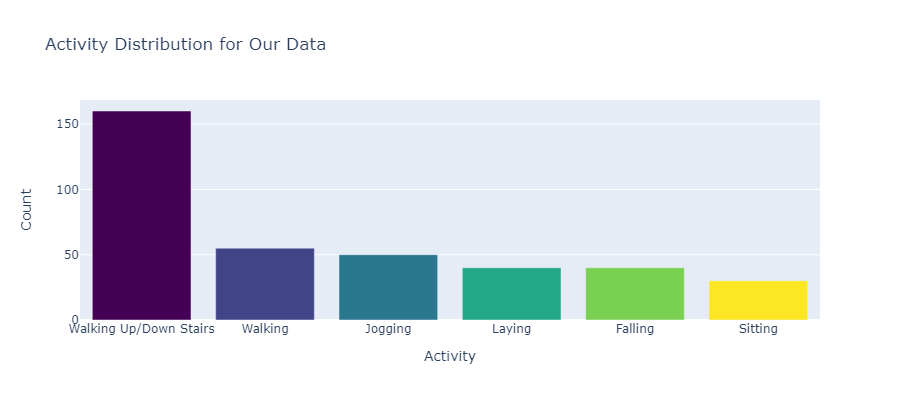 Activity Distribution for Our Data
Count
150
100
50
0
Walking Up/Down Stairs
Walking
Jogging
Laying
Falling
Sitting
Activity